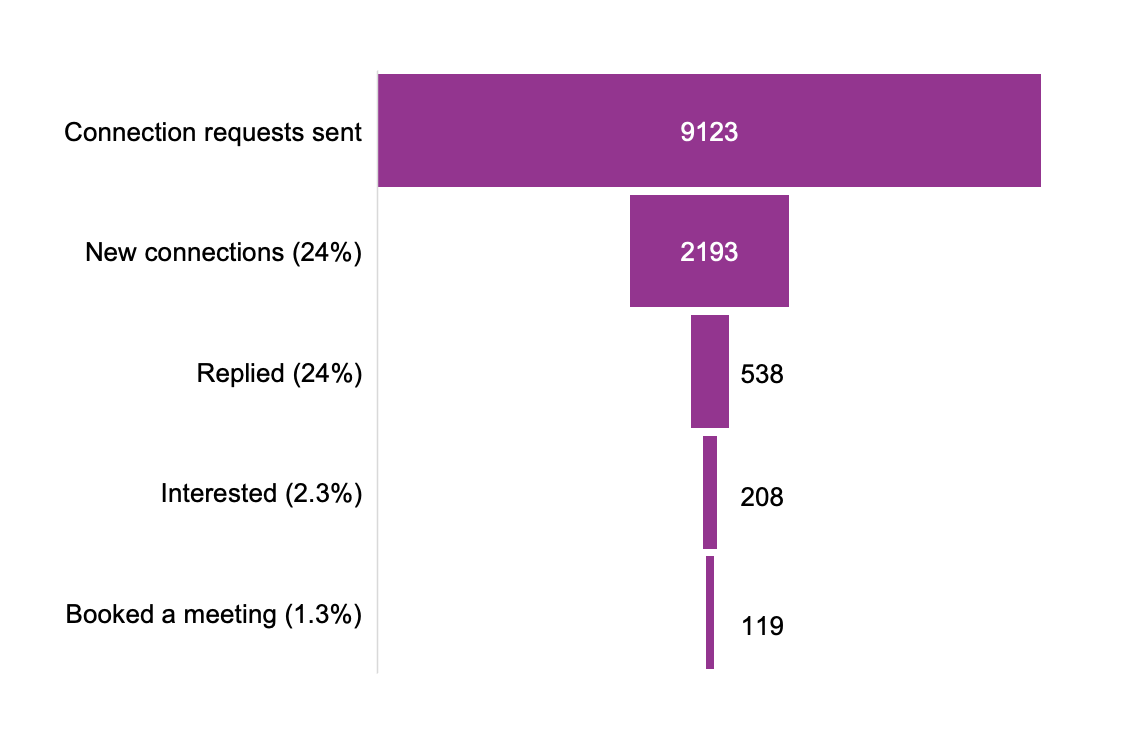 Connection requests sent
9123
New connections (24%)
2193
Replied (24%)
538
Interested (2.3%)
208
Booked a meeting (1.3%)
119